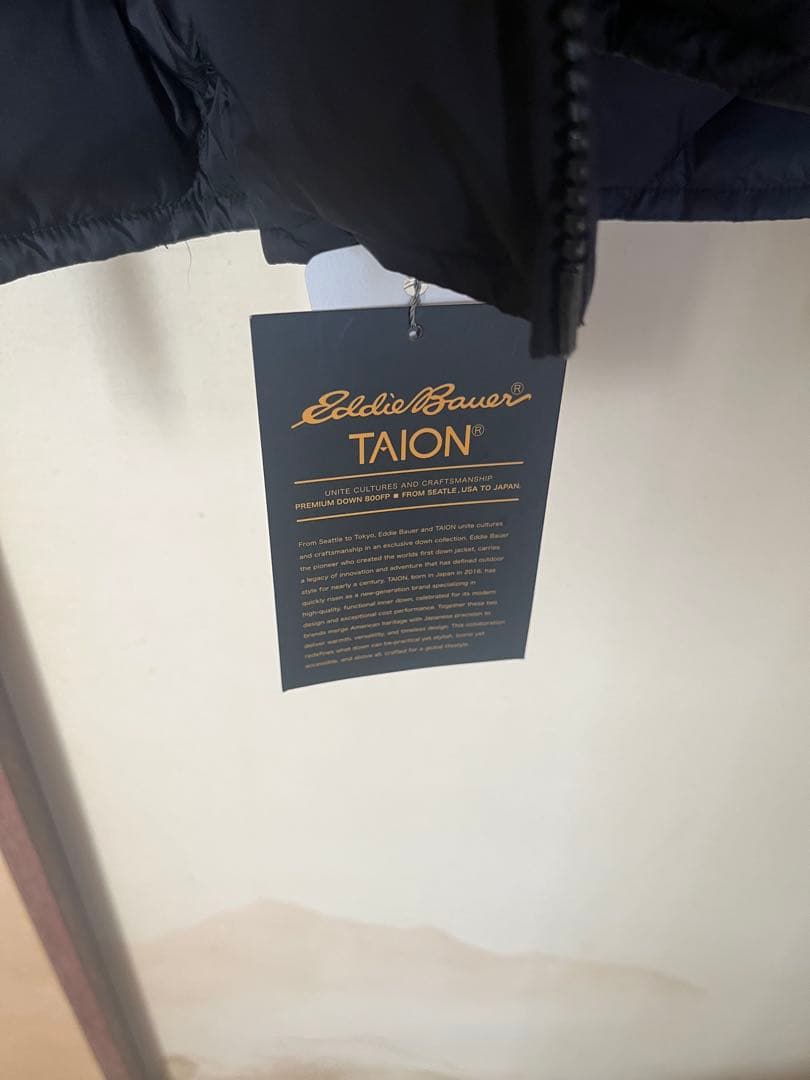 Eddie Bauer®
TAION®
UNITE CULTURES AND CRAFTSMANSHIP
PREMIUM DOWN 800FP ■ FROM SEATLE, USA TO JAPAN.
From Seattle to Tokyo, Eddie Bauer and TAION unite cultures
and craftsmanship in an exclusive down collection. Eddie Bauer
the pioneer who created the worlds first down jacket, carries
a legacy of innovation and adventure that has defined outdoor
style for nearly a century. TAION, born in Japan in 2016, has
quickly risen as a new-generation brand specializing in
high-quality, functional inner down, celebrated for its modern
design and exceptional cost performance. Together these two
brands merge American heritage with Japanese precision to
deliver warmth, versatility, and timeless design. This collaboration
redefines what down can be-practical yet stylish, iconic yet
accessible, and above all, crafted for a global lifestyle.